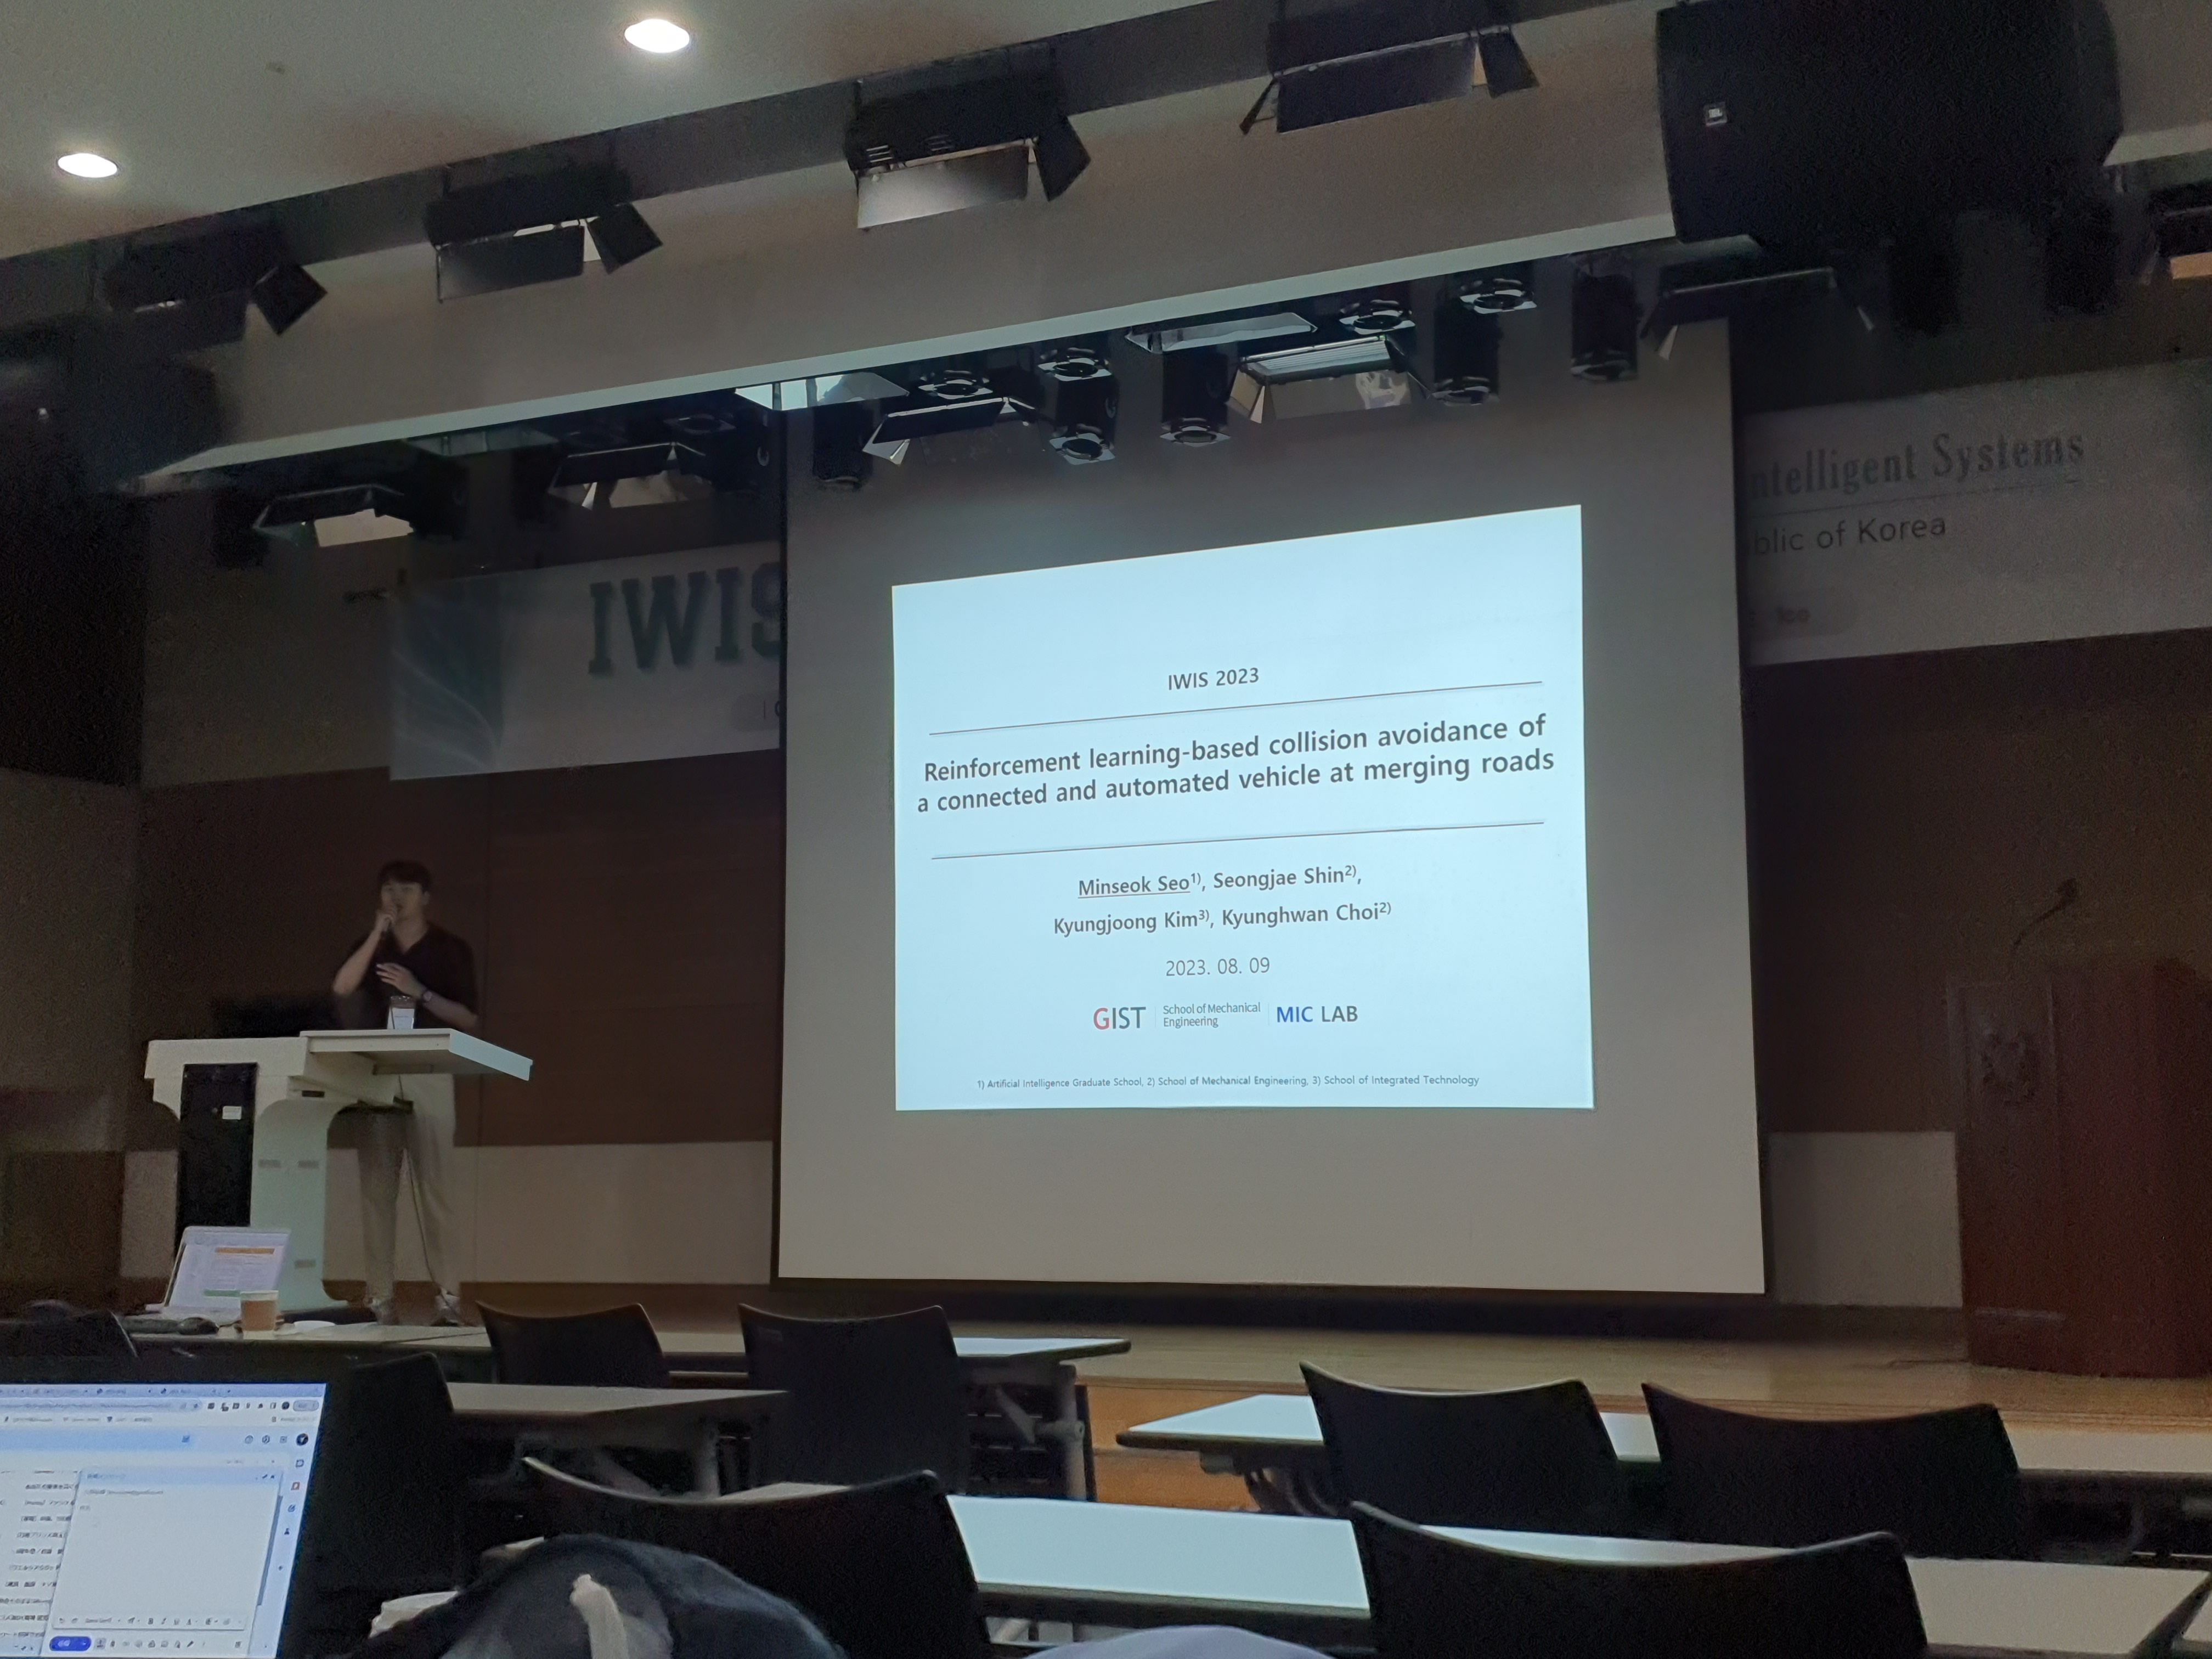 IWIS
ntelligent Systems
blic of Korea
IWIS 2023
Reinforcement learning-based collision avoidance of
a connected and automated vehicle at merging roads
Minseok Seo1), Seongjae Shin2),
Kyungjoong Kim3), Kyunghwan Choi2)
2023. 08. 09
GIST School of Mechanical Engineering MIC LAB
1) Artificial Intelligence Graduate School, 2) School of Mechanical Engineering, 3) School of Integrated Technology
JBL